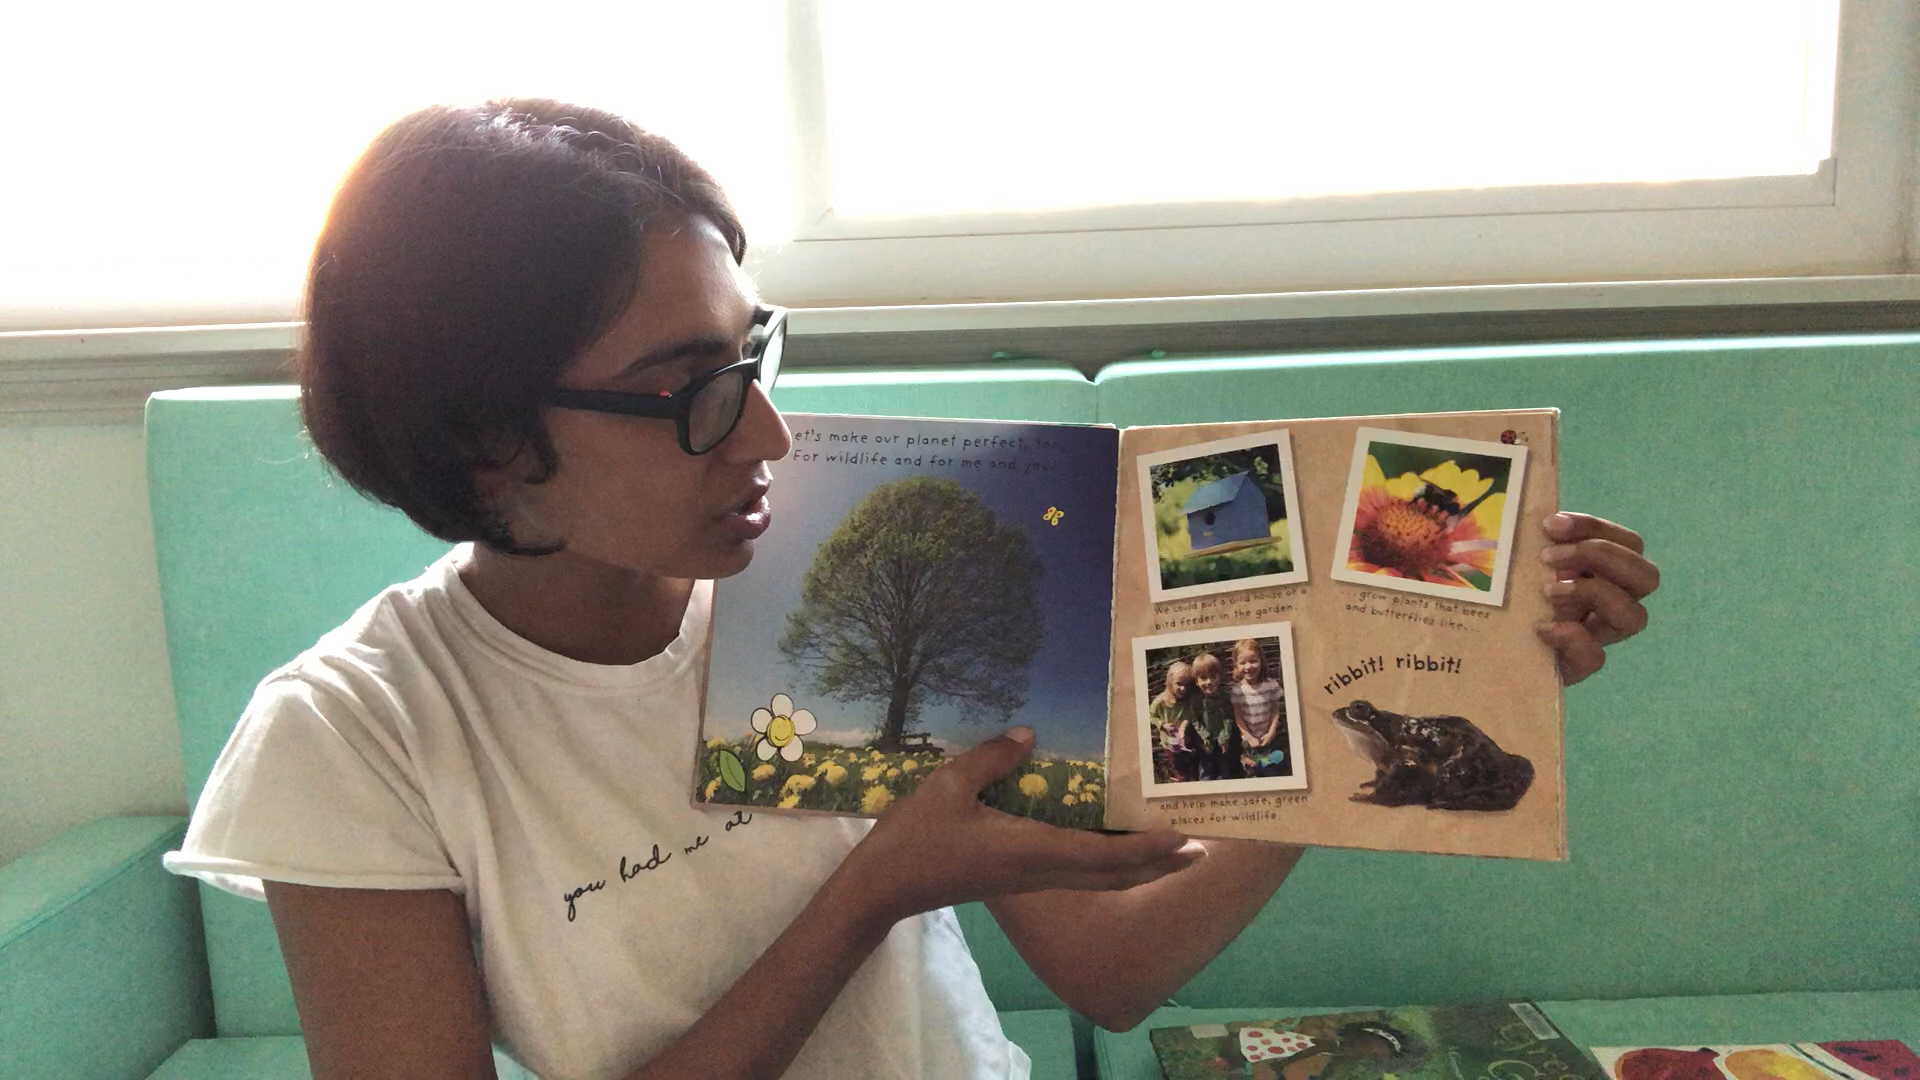 et's make our planet perfect, too.
For wildlife and for me and you.
We could put a bird house or a
bird feeder in the garden...
...grow plants that bees
and butterflies like...
ribbit! ribbit!
...and help make safe, green
places for wildlife.
you had me at